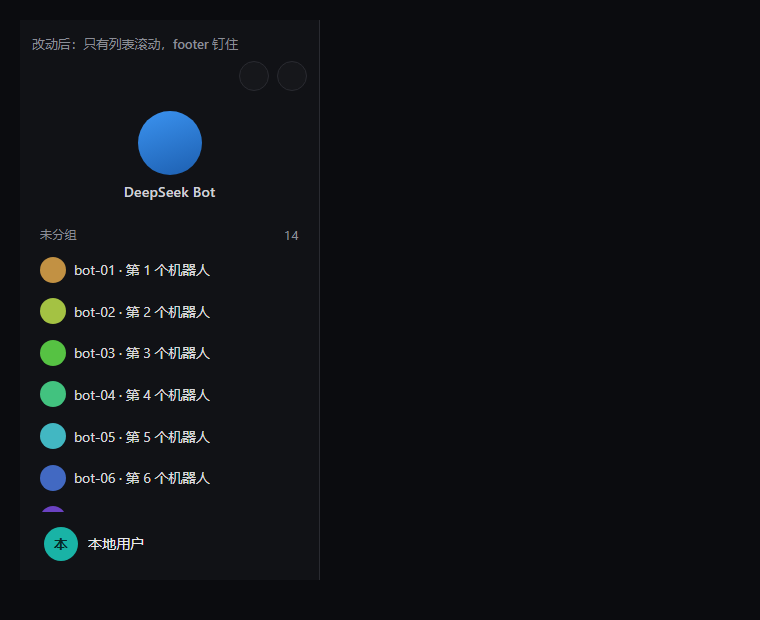 改动后：只有列表滚动，footer 钉住
DeepSeek Bot
未分组 14
bot-01 · 第 1 个机器人
bot-02 · 第 2 个机器人
bot-03 · 第 3 个机器人
bot-04 · 第 4 个机器人
bot-05 · 第 5 个机器人
bot-06 · 第 6 个机器人
本 本地用户